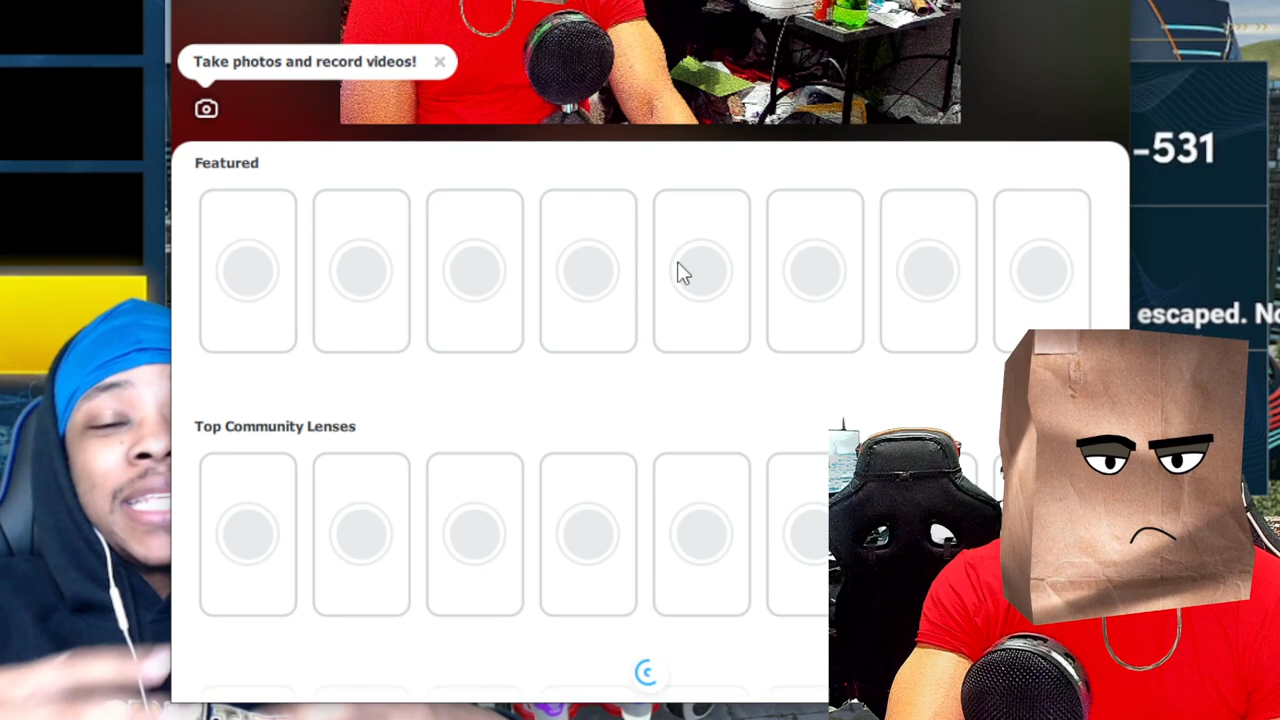 Take photos and record videos!
Featured
-531
escaped. No
Top Community Lenses